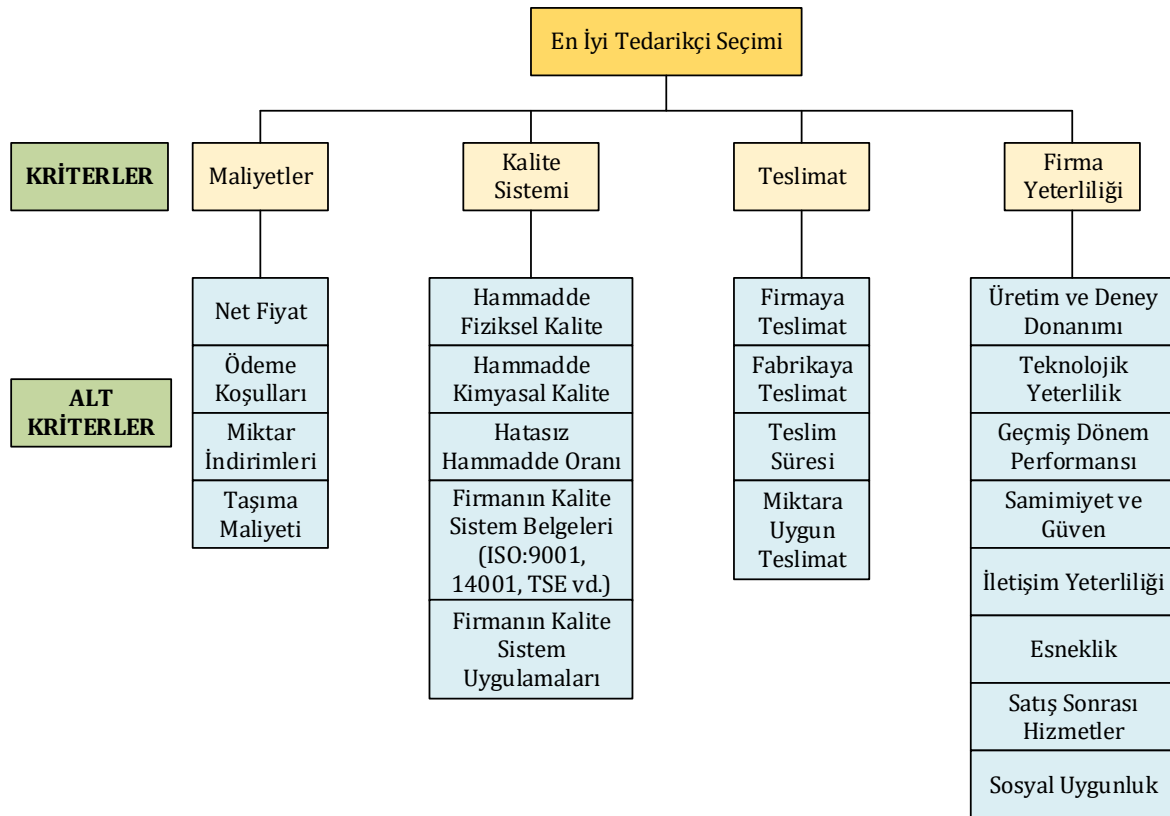 En İyi Tedarikçi Seçimi
KRİTERLER
Maliyetler
Kalite
Sistemi
Teslimat
Firma
Yeterliliği
ALT
KRİTERLER
Net Fiyat
Ödeme
Koşulları
Miktar
İndirimleri
Taşıma
Maliyeti
Hammadde
Fiziksel Kalite
Hammadde
Kimyasal Kalite
Hatasız
Hammadde Oranı
Firmanın Kalite
Sistem Belgeleri
(ISO:9001,
14001, TSE vd.)
Firmanın Kalite
Sistem
Uygulamaları
Firmaya
Teslimat
Fabrikaya
Teslimat
Teslim
Süresi
Miktara
Uygun
Teslimat
Üretim ve Deney
Donanımı
Teknolojik
Yeterlilik
Geçmiş Dönem
Performansı
Samimiyet ve
Güven
İletişim Yeterliliği
Esneklik
Satış Sonrası
Hizmetler
Sosyal Uygunluk